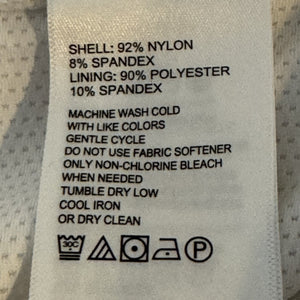 SHELL: 92% NYLON
8% SPANDEX
LINING: 90% POLYESTER
10% SPANDEX
MACHINE WASH COLD
WITH LIKE COLORS
GENTLE CYCLE
DO NOT USE FABRIC SOFTENER
ONLY NON-CHLORINE BLEACH
WHEN NEEDED
TUMBLE DRY LOW
COOL IRON
OR DRY CLEAN
30C P